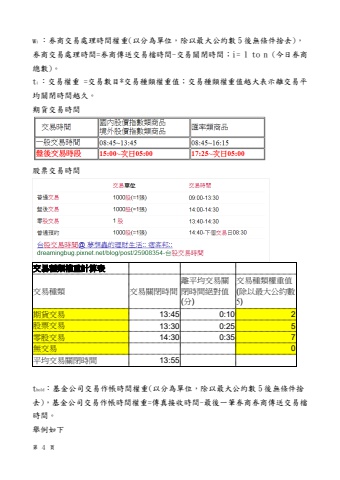 wᵢ：券商交易處理時間權重(以分為單位，除以最大公約數５後無條件捨去)，
券商交易處理時間=券商傳送交易檔時間-交易關閉時間；i= 1 to n (今日券商
總數)。
tᵢ：交易權重 =交易數目*交易種類權重值；交易種類權重值越大表示離交易平
均關閉時間越久。
期貨交易時間
交易時間 國內股價指數類商品 境外股價指數類商品 匯率類商品
一般交易時間 08:45~13:45 08:45~16:15
盤後交易時段 15:00~次日05:00 17:25~次日05:00
股票交易時間
交易單位 交易時間
普通交易 1000股(=1張) 09:00-13:30
盤後交易 1000股(=1張) 14:00-14:30
零股交易 1 股 13:40-14:30
普通預約 1000股(=1張) 14:40-下個交易日08:30
台股交易時間@ 華爾蟲的理財生活:: 痞客邦::
dreamingbug.pixnet.net/blog/post/25908354-台股交易時間
交易種類權重計算表
交易種類 交易關閉時間 離平均交易關閉時間絕對值(分) 交易種類權重值(除以最大公約數5)
期貨交易 13:45 0:10 2
股票交易 13:30 0:25 5
零股交易 14:30 0:35 7
無交易 0
平均交易關閉時間 13:55
：基金公司交易作帳時間權重(以分為單位，除以最大公約數５後無條件捨
去)，基金公司交易作帳時間權重=傳真接收時間-最後一筆券商券商傳送交易檔
時間。
舉例如下
第 4 頁